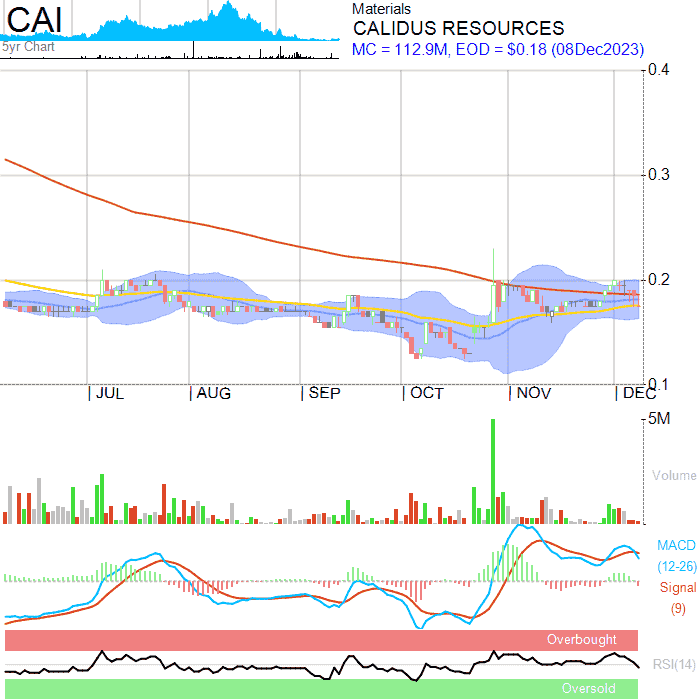 CAI
5yr Chart
Materials
CALIDUS RESOURCES
MC = 112.9M, EOD = $0.18 (08Dec2023)
0.4
0.3
0.2
0.1
JUL AUG SEP OCT NOV DEC
5M
Volume
MACD
(12-26)
Signal
(9)
Overbought
RSI(14)
Oversold